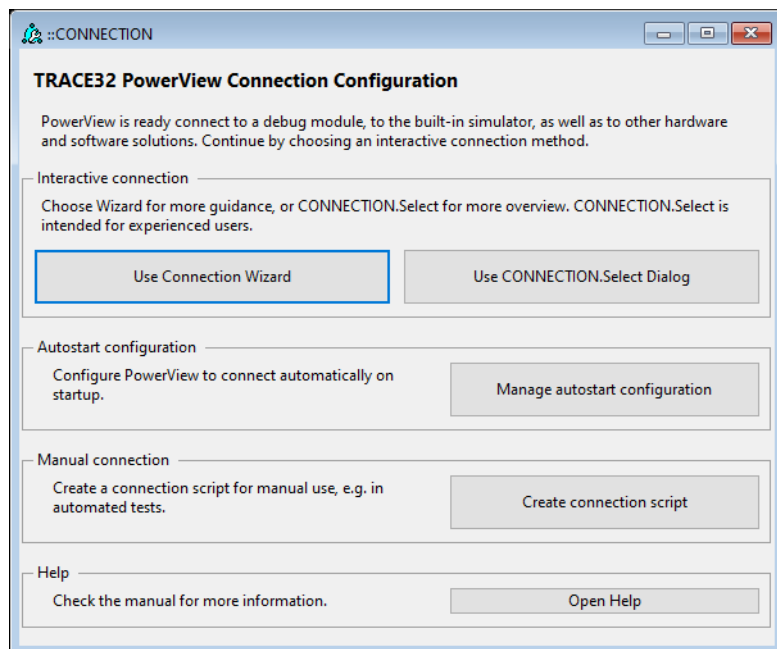 ::CONNECTION
TRACE32 PowerView Connection Configuration
PowerView is ready connect to a debug module, to the built-in simulator, as well as to other hardware
and software solutions. Continue by choosing an interactive connection method.
Interactive connection
Choose Wizard for more guidance, or CONNECTION.Select for more overview. CONNECTION.Select is
intended for experienced users.
Use Connection Wizard
Use CONNECTION.Select Dialog
Autostart configuration
Configure PowerView to connect automatically on
startup.
Manage autostart configuration
Manual connection
Create a connection script for manual use, e.g. in
automated tests.
Create connection script
Help
Check the manual for more information.
Open Help